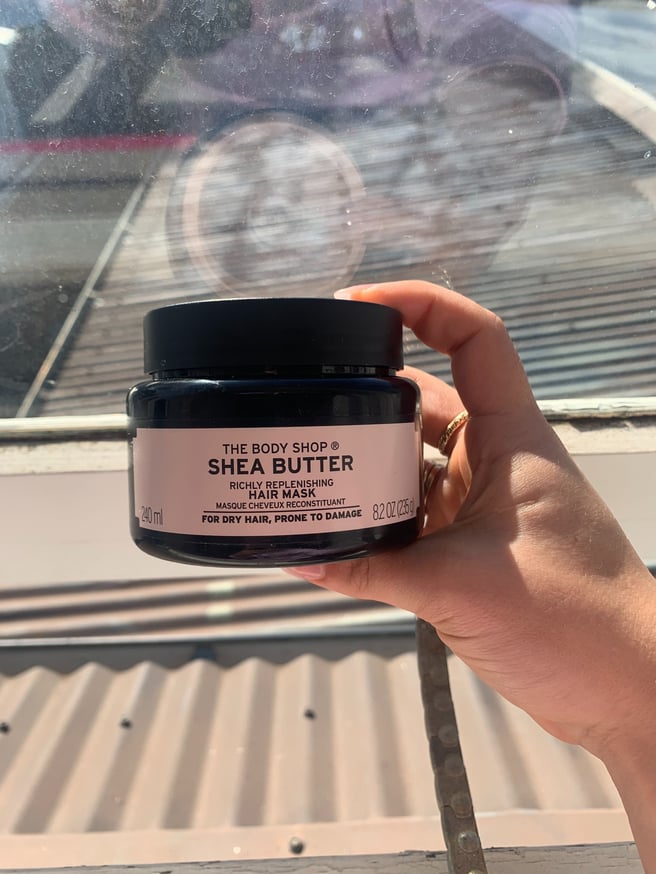 THE BODY SHOP ®
SHEA BUTTER
RICHLY REPLENISHING
HAIR MASK
MASQUE CHEVEUX RECONSTITUANT
FOR DRY HAIR, PRONE TO DAMAGE
240 ml
8.2 OZ (235 g)